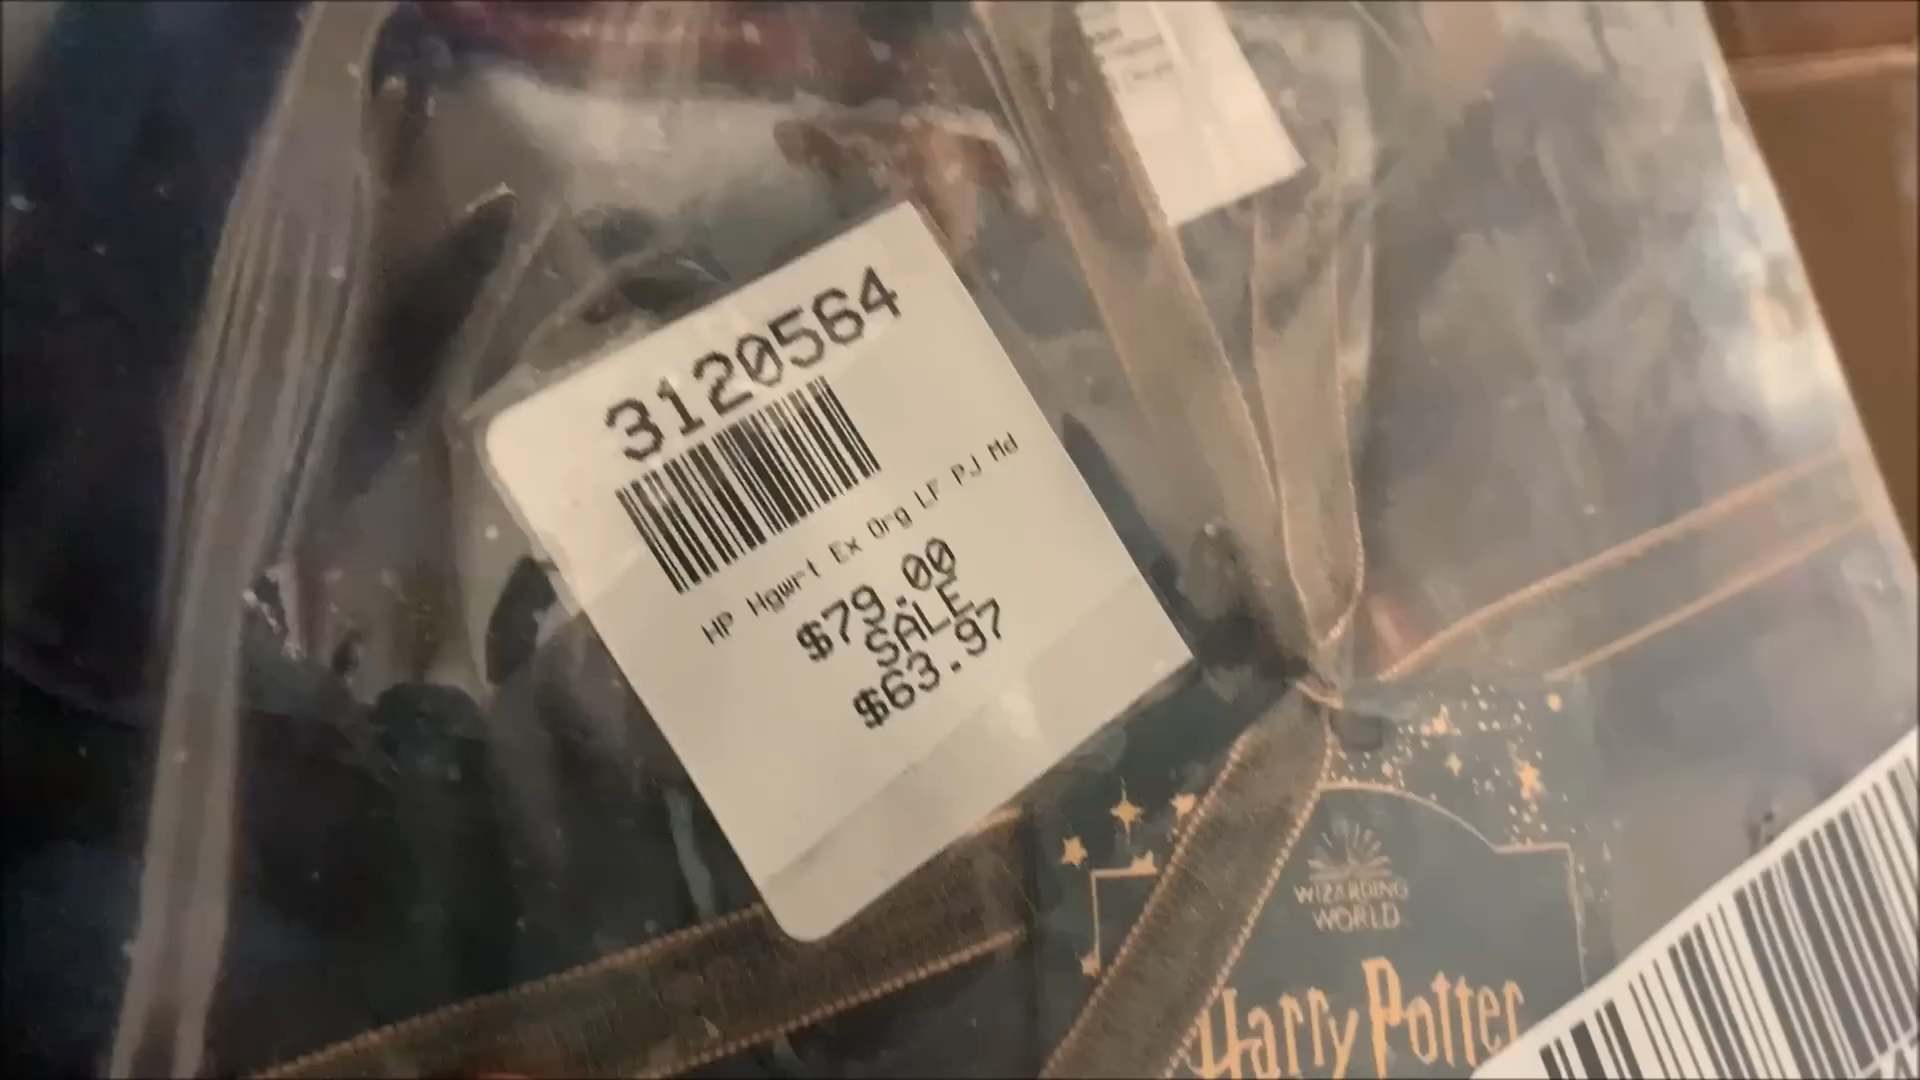 3120564
HP Hgwrt Ex Org LF PJ Md
$79.00
SALE
$63.97
WIZARDING
WORLD
Harry Potter